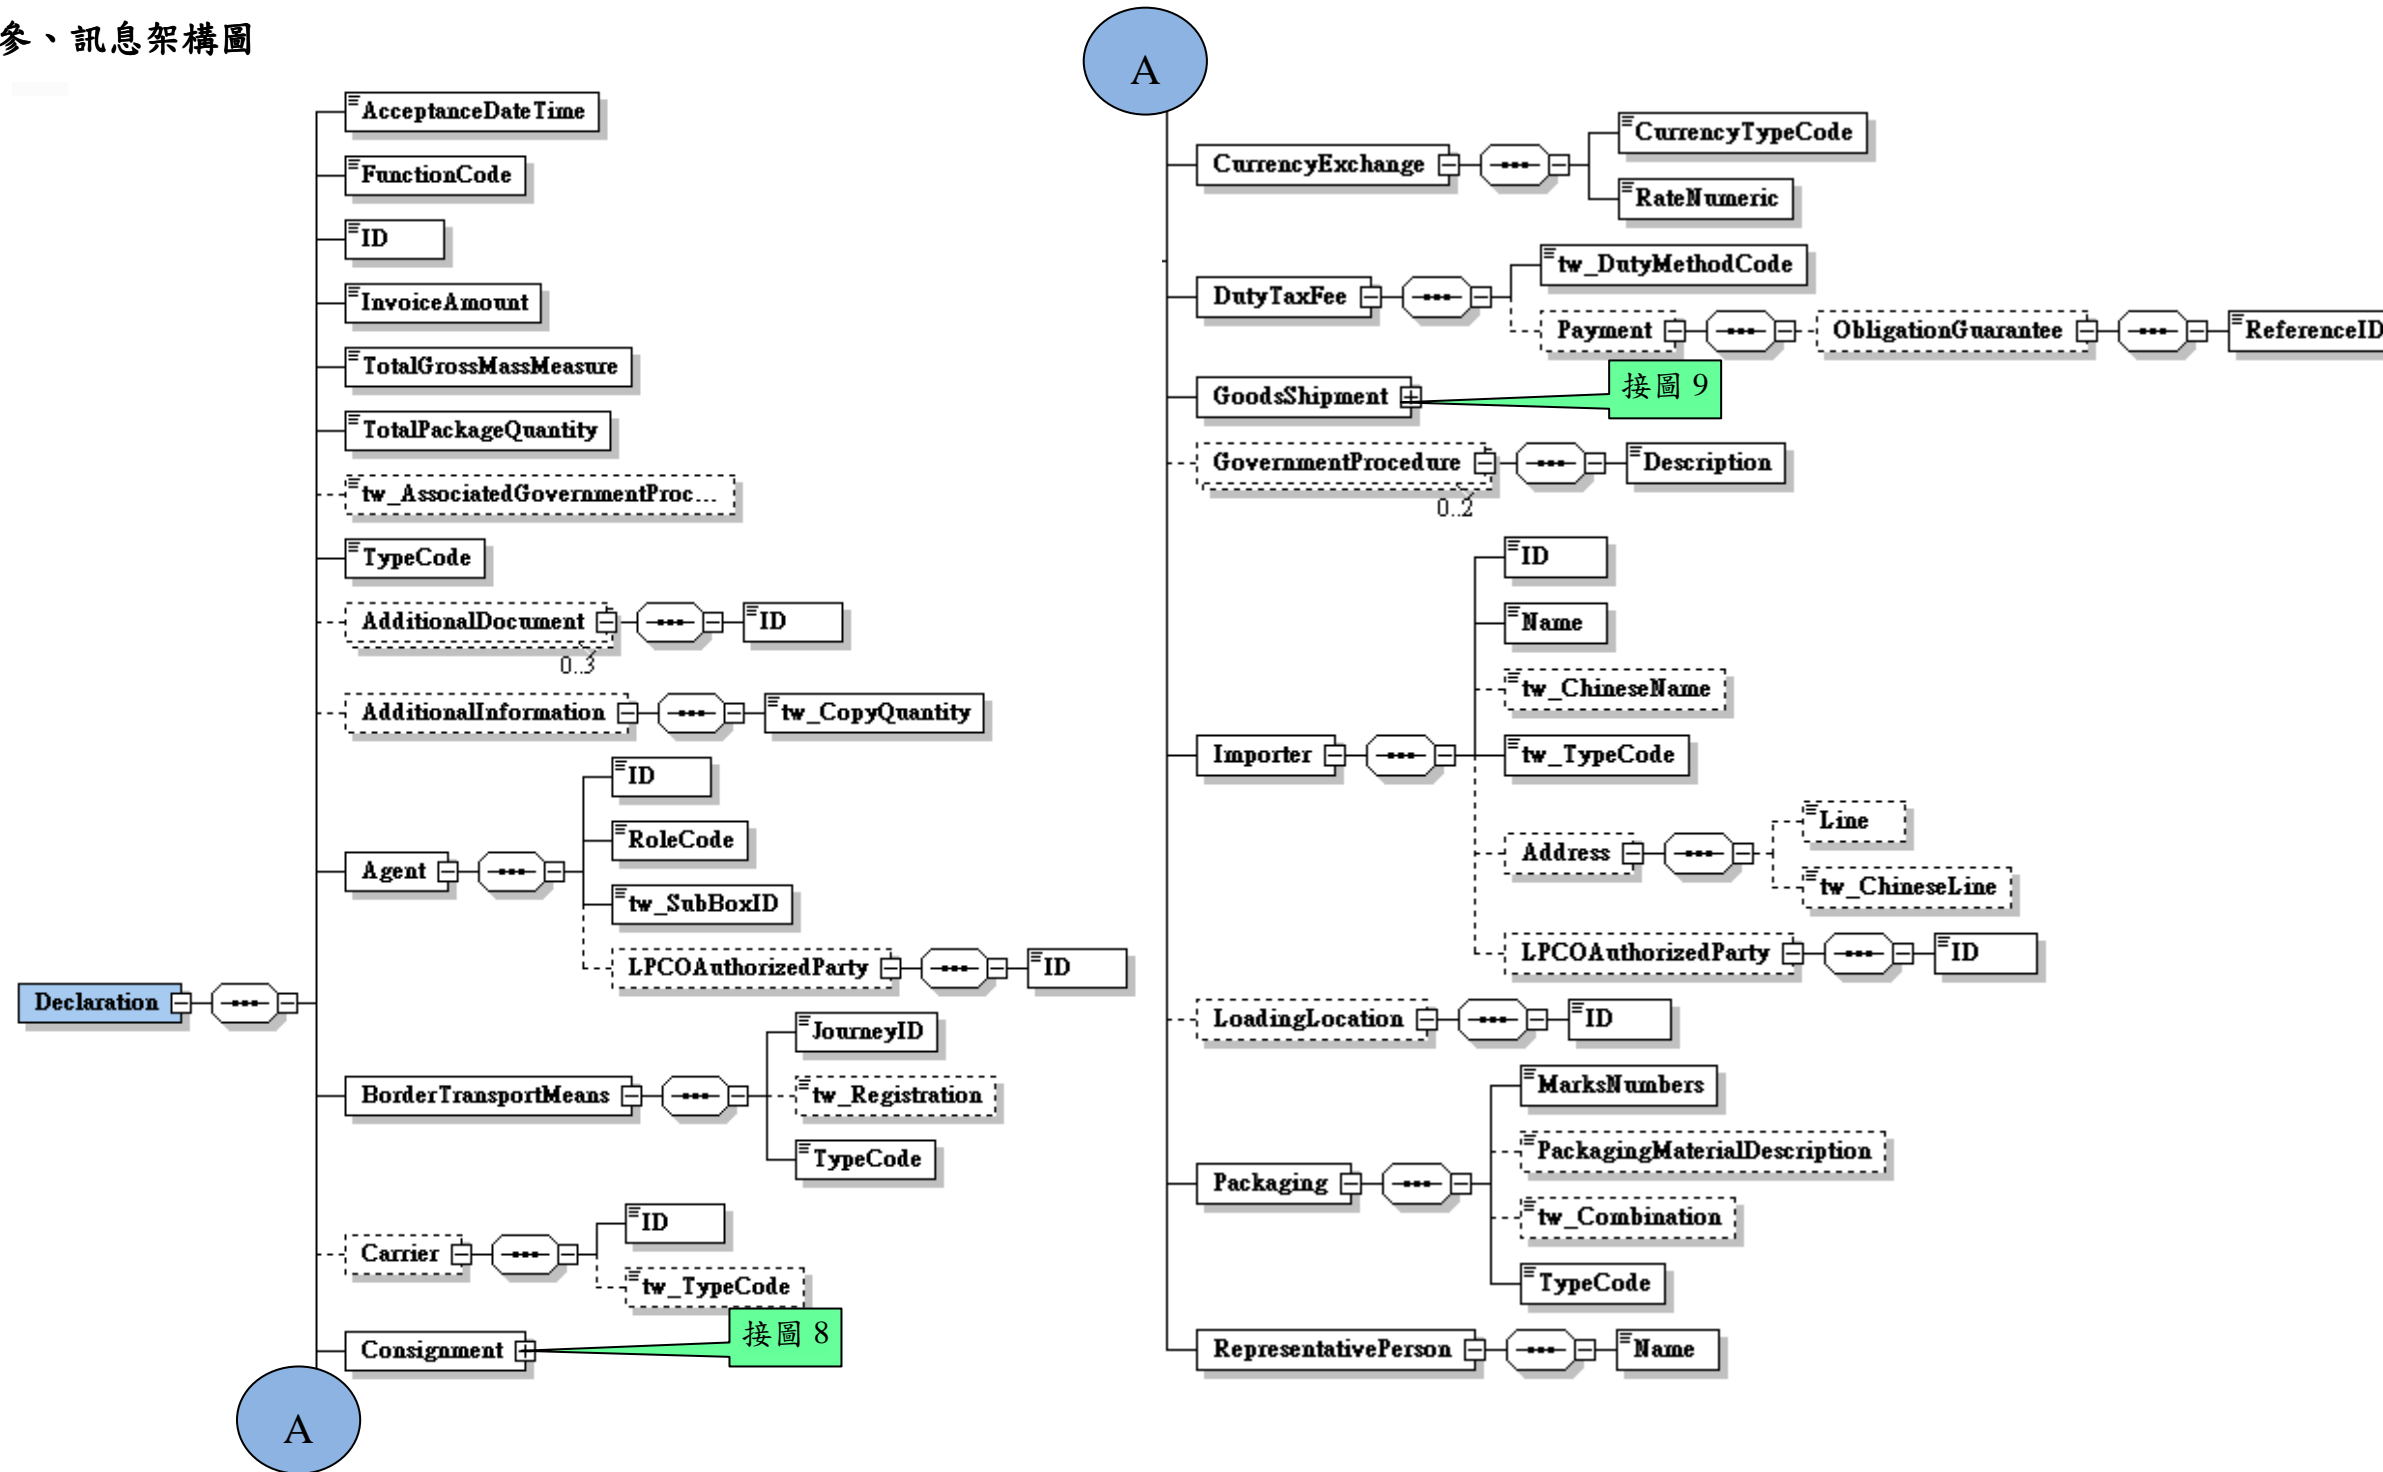 參、訊息架構圖
AcceptanceDateTime
FunctionCode
ID
InvoiceAmount
TotalGrossMassMeasure
TotalPackageQuantity
tw_AssociatedGovernmentProc...
TypeCode
AdditionalDocument
ID
0..3
AdditionalInformation
tw_CopyQuantity
Agent
ID
RoleCode
tw_SubBoxID
LPCOAuthorizedParty
ID
Declaration
BorderTransportMeans
JourneyID
tw_Registration
TypeCode
Carrier
ID
tw_TypeCode
Consignment
接圖 8
A
A
CurrencyExchange
CurrencyTypeCode
RateNumeric
DutyTaxFee
tw_DutyMethodCode
Payment
ObligationGuarantee
ReferenceID
GoodsShipment
接圖 9
GovernmentProcedure
Description
0..2
Importer
ID
Name
tw_ChineseName
tw_TypeCode
Address
Line
tw_ChineseLine
LPCOAuthorizedParty
ID
LoadingLocation
ID
Packaging
MarksNumbers
PackagingMaterialDescription
tw_Combination
TypeCode
RepresentativePerson
Name